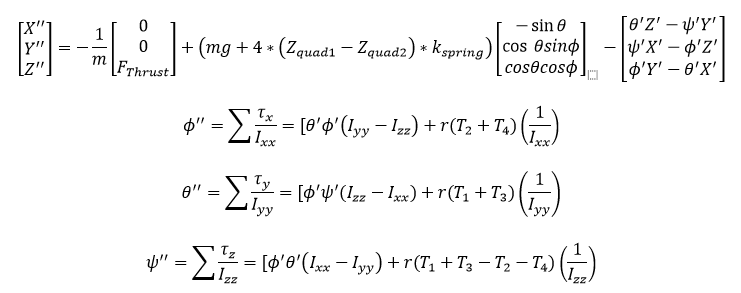 [X'' Y'' Z''] = − 1/m [0 0 F_Thrust] + (mg + 4 ∗ (Z_quad1 − Z_quad2) ∗ k_spring) [− sin θ cos θsinϕ cosθcosϕ] − [θ′Z′ − ψ′Y′ ψ′X′ − ϕ′Z′ ϕ′Y′ − θ′X′]
ϕ'' = ∑ τ_x/I_xx = [θ′ϕ′(I_yy − I_zz) + r(T_2 + T_4) (1/I_xx)
θ'' = ∑ τ_y/I_yy = [ϕ′ψ′(I_zz − I_xx) + r(T_1 + T_3) (1/I_yy)
ψ'' = ∑ τ_z/I_zz = [ϕ′θ′(I_xx − I_yy) + r(T_1 + T_3 − T_2 − T_4) (1/I_zz)